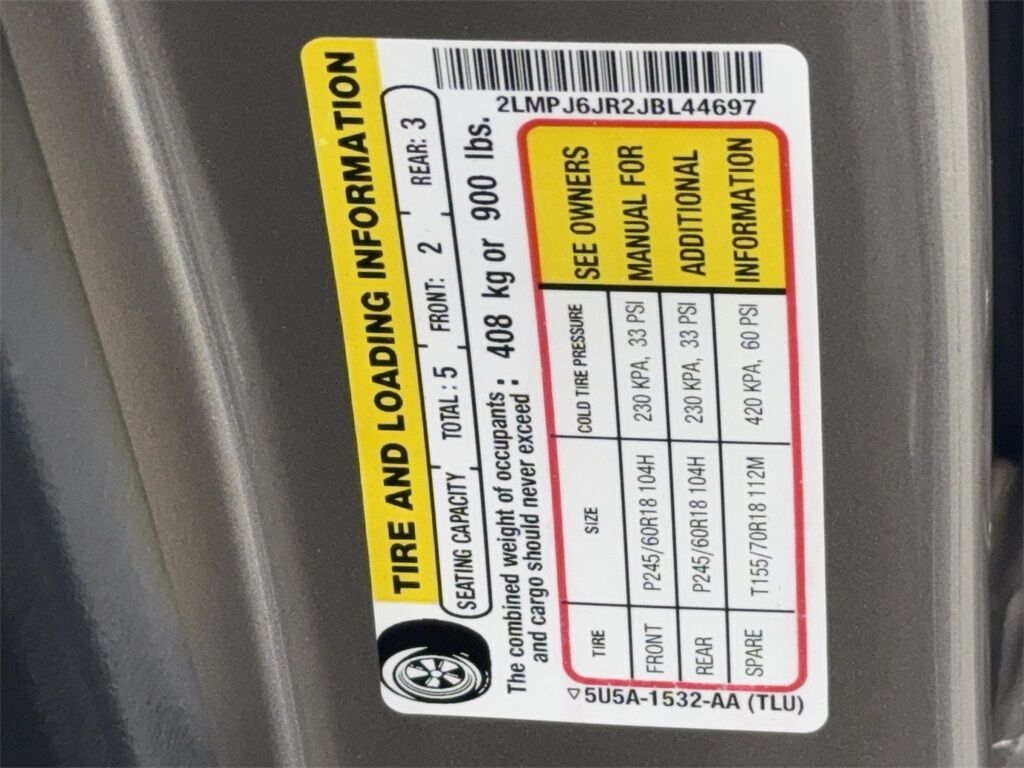 TIRE AND LOADING INFORMATION
SEATING CAPACITY TOTAL : 5 FRONT: 2 REAR: 3
2LMPJ6JR2JBL44697
The combined weight of occupants and cargo should never exceed : 408 kg or 900 lbs.
TIRE SIZE COLD TIRE PRESSURE
FRONT P245/60R18 104H 230 KPA, 33 PSI
REAR P245/60R18 104H 230 KPA, 33 PSI
SPARE T155/70R18 112M 420 KPA, 60 PSI
SEE OWNERS
MANUAL FOR
ADDITIONAL
INFORMATION
5U5A-1532-AA (TLU)